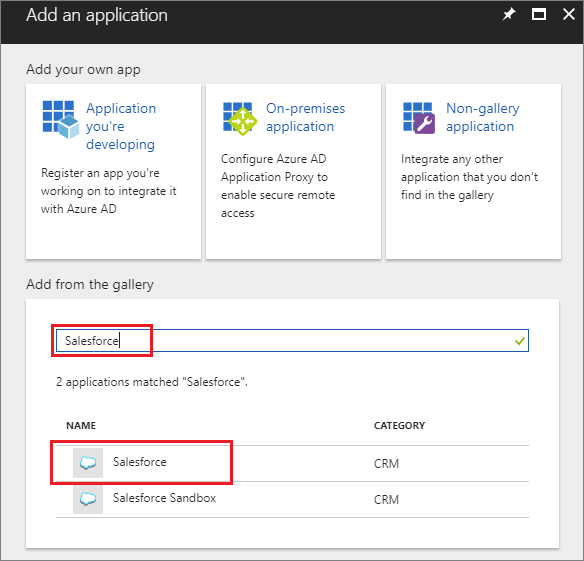 Add an application
Add your own app
Application
you're
developing
Register an app you're
working on to integrate it
with Azure AD
On-premises
application
Configure Azure AD
Application Proxy to
enable secure remote
access
Non-gallery
application
Integrate any other
application that you don't
find in the gallery
Add from the gallery
Salesforce
2 applications matched "Salesforce".
NAME CATEGORY
Salesforce CRM
Salesforce Sandbox CRM